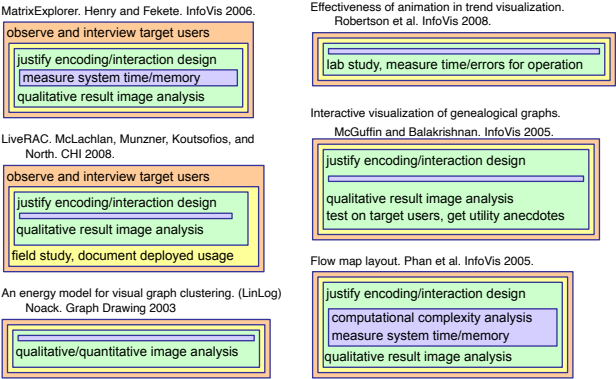 MatrixExplorer. Henry and Fekete. InfoVis 2006.
observe and interview target users
justify encoding/interaction design
measure system time/memory
qualitative result image analysis
LiveRAC. McLachlan, Munzner, Koutsofios, and
North. CHI 2008.
observe and interview target users
justify encoding/interaction design
qualitative result image analysis
field study, document deployed usage
An energy model for visual graph clustering. (LinLog)
Noack. Graph Drawing 2003
qualitative/quantitative image analysis
Effectiveness of animation in trend visualization.
Robertson et al. InfoVis 2008.
lab study, measure time/errors for operation
Interactive visualization of genealogical graphs.
McGuffin and Balakrishnan. InfoVis 2005.
justify encoding/interaction design
qualitative result image analysis
test on target users, get utility anecdotes
Flow map layout. Phan et al. InfoVis 2005.
justify encoding/interaction design
computational complexity analysis
measure system time/memory
qualitative result image analysis